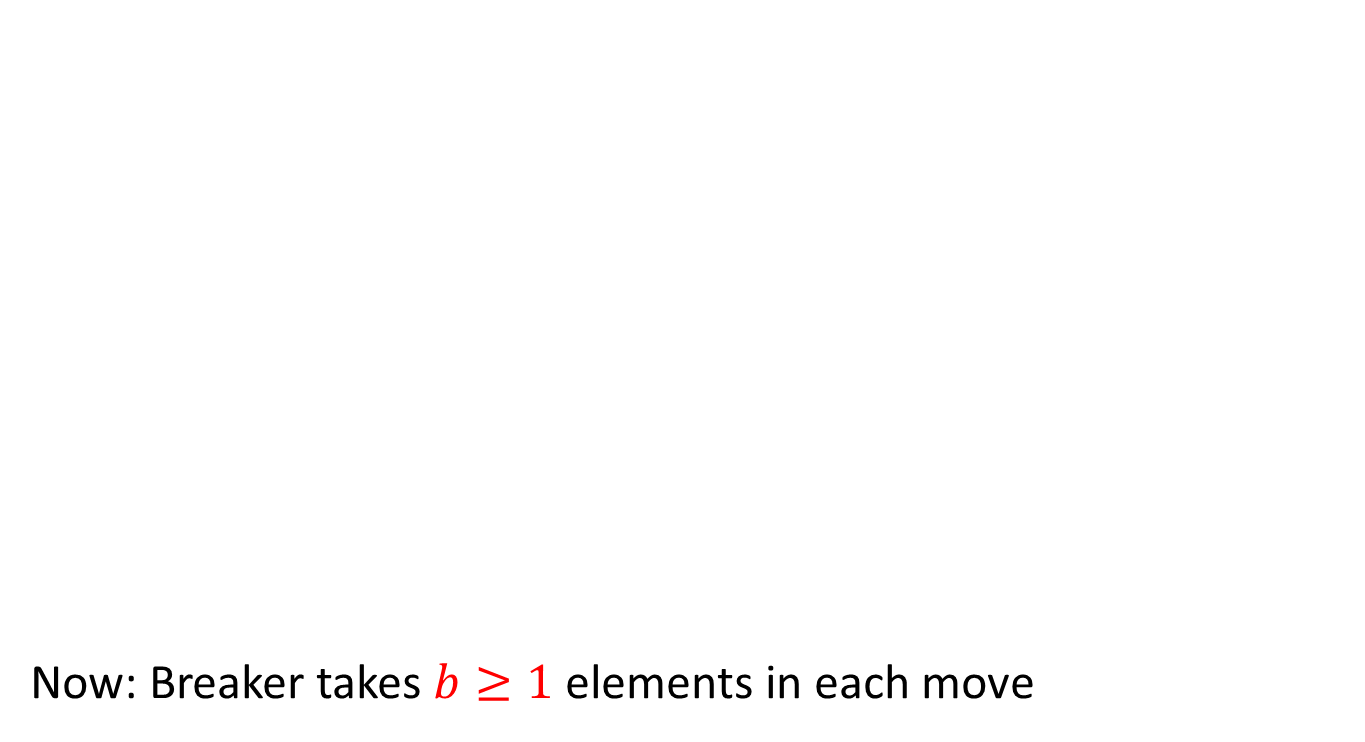 Now: Breaker takes 𝑏 ≥ 1 elements in each move